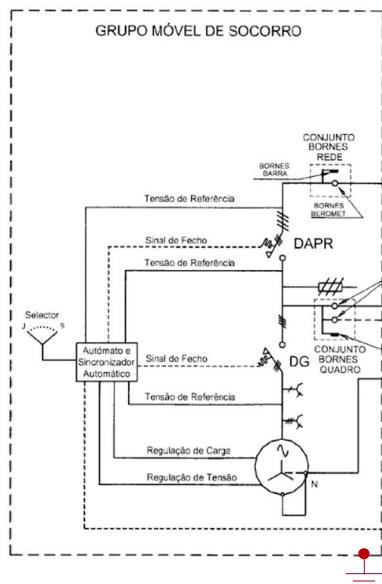 GRUPO MÓVEL DE SOCORRO
CONJUNTO
BORNES
REDE
BORNES
BARRA
Tensão de Referência
BORNES
BEROMET
Sinal de Fecho
DAPR
Tensão de Referência
Selector
J
9
Autómato e
Sincronizador
Automático
Sinal de Fecho
DG
CONJUNTO
BORNES
QUADRO
Tensão de Referência
Regulação de Carga
Regulação de Tensão
N